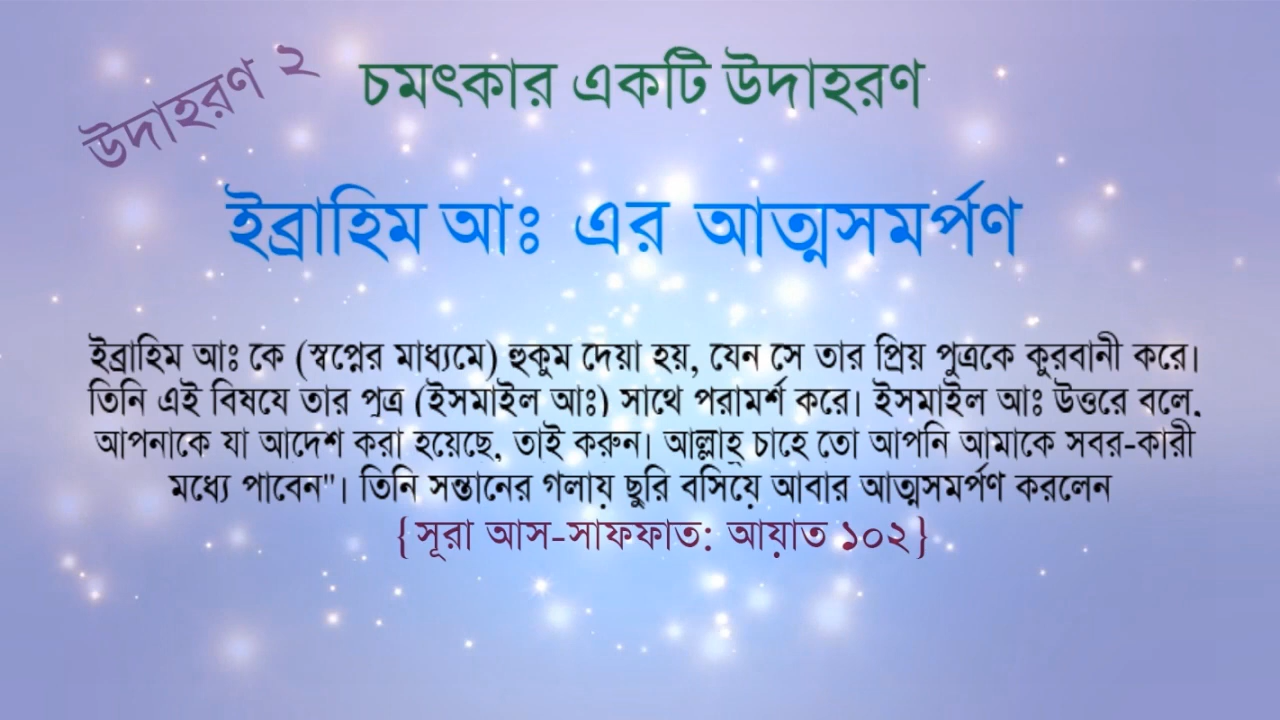 উদাহরণ ২
চমৎকার একটি উদাহরণ
ইব্রাহিম আঃ এর আত্মসমর্পণ
ইব্রাহিম আঃ কে (স্বপ্নের মাধ্যমে) হুকুম দেয়া হয়, যেন সে তার প্রিয় পুত্রকে কুরবানী করে।
তিনি এই বিষযে তার পুত্র (ইসমাইল আঃ) সাথে পরামর্শ করে। ইসমাইল আঃ উত্তরে বলে,
আপনাকে যা আদেশ করা হয়েছে, তাই করুন। আল্লাহু চাহে তো আপনি আমাকে সবর-কারী
মধ্যে পাবেন"। তিনি সন্তানের গলায় ছুরি বসিয়ে আবার আত্মসমর্পণ করলেন
{সূরা আস-সাফফাত: আয়াত ১০২}